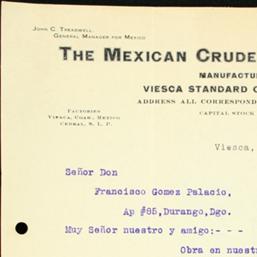 John C. Treadwell,
General Manager for Mexico
The Mexican Crude
MANUFACTU
VIESCA STANDARD
ADDRESS ALL CORRESPOND
CAPITAL STOCK
Factories
Viesca, Coah., Mexico
Cedral, S. L. P.
Viesca,
Señor Don
Francisco Gomez Palacio,
Ap #85,Durango,Dgo.
Muy Señor nuestro y amigo:- - -
Obra en nuest